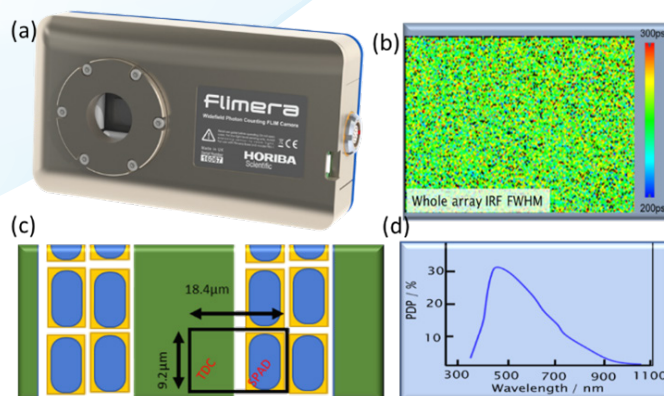 (a)
Flimera
Widefield Photon Counting FLIM Camera
HORIBA
Scientific
(b)
300ps
200ps
Whole array IRF FWHM
(c)
18.4µm
9.2µm
TDC
SPAD
(d)
PDP / %
30
20
10
300
500
700
900
1100
Wavelength / nm